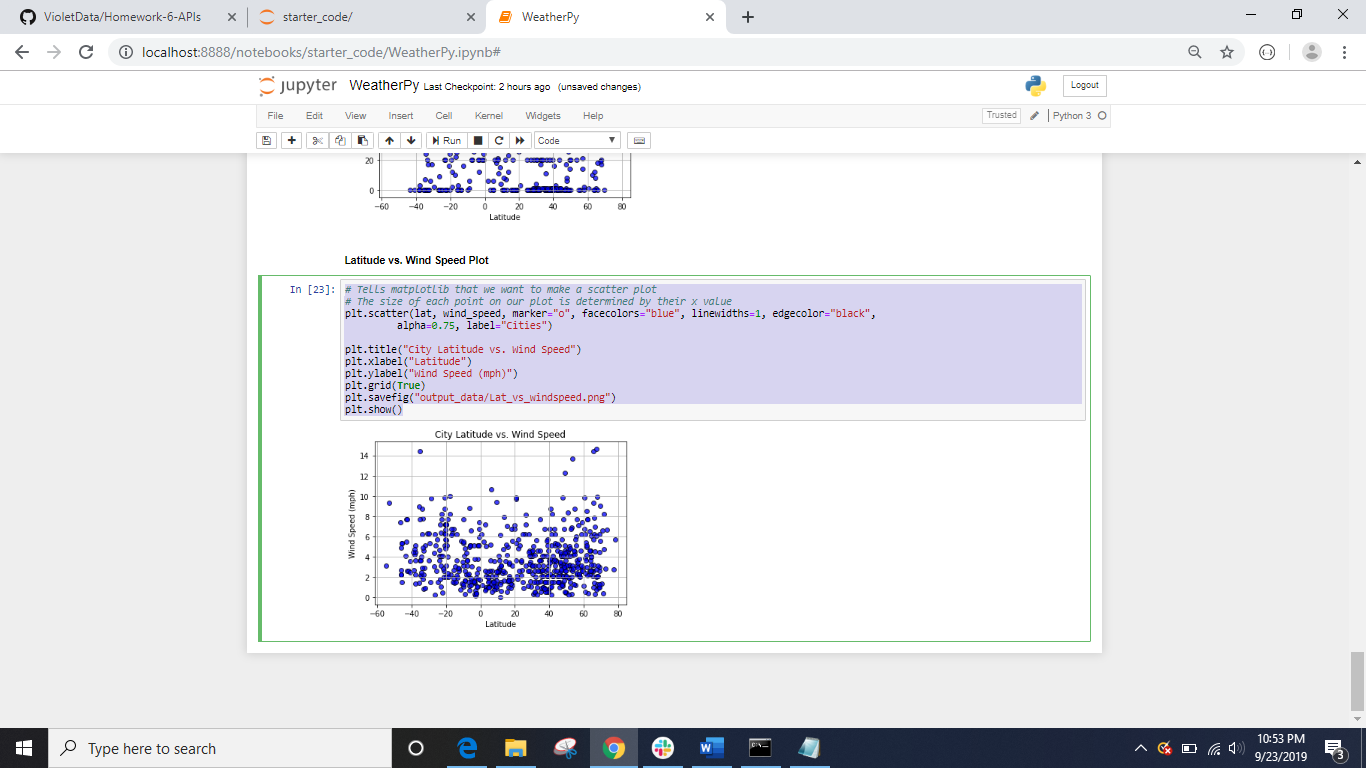 VioletData/Homework-6-APIs
starter_code/
WeatherPy
localhost:8888/notebooks/starter_code/WeatherPy.ipynb#
jupyter WeatherPy Last Checkpoint: 2 hours ago (unsaved changes)
Logout
File Edit View Insert Cell Kernel Widgets Help
Trusted
Python 3
Run
Code
20
0
−60 −40 −20 0 20 40 60 80
Latitude
Latitude vs. Wind Speed Plot
In [23]:
# Tells matplotlib that we want to make a scatter plot
# The size of each point on our plot is determined by their x value
plt.scatter(lat, wind_speed, marker="o", facecolors="blue", linewidths=1, edgecolor="black",
alpha=0.75, label="Cities")
plt.title("City Latitude vs. Wind Speed")
plt.xlabel("Latitude")
plt.ylabel("Wind Speed (mph)")
plt.grid(True)
plt.savefig("output_data/Lat_vs_windspeed.png")
plt.show()
City Latitude vs. Wind Speed
Wind Speed (mph)
14
12
10
8
6
4
2
0
−60 −40 −20 0 20 40 60 80
Latitude
Type here to search
10:53 PM
9/23/2019
3